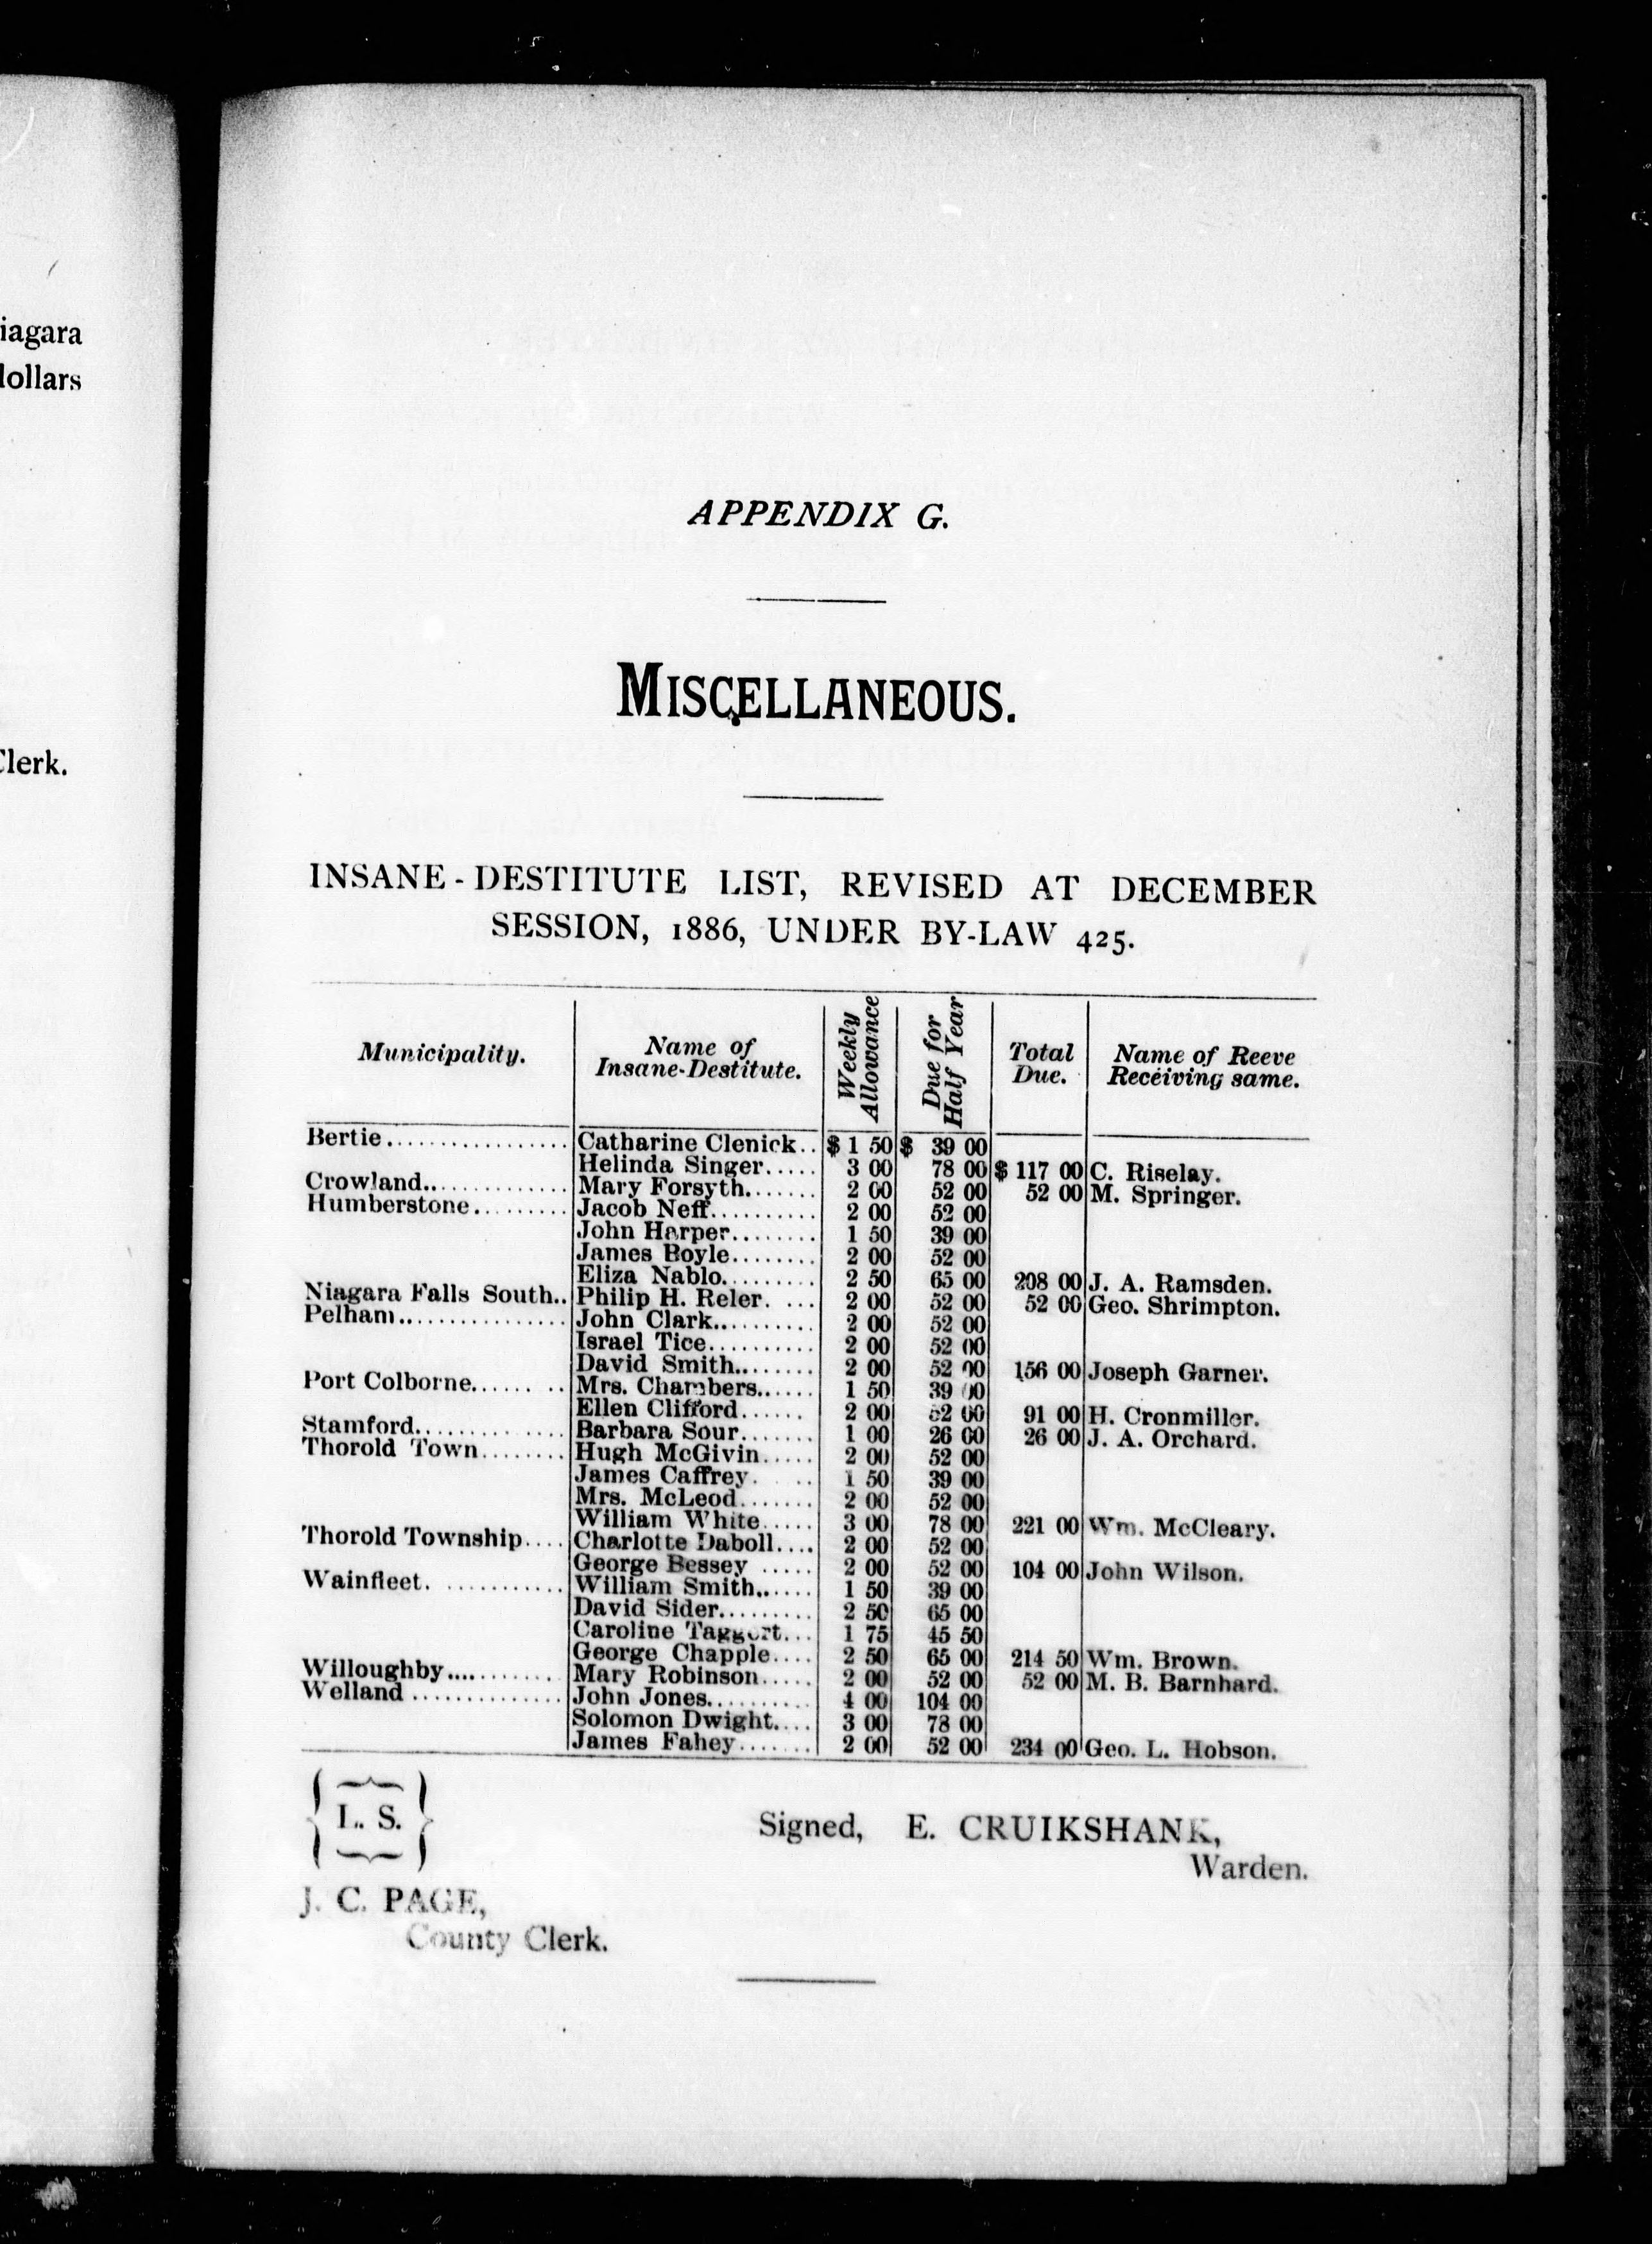 iagara
dollars
Clerk.
APPENDIX G.
MISCELLANEOUS.
INSANE-DESTITUTE LIST, REVISED AT DECEMBER
SESSION, 1886, UNDER BY-LAW 425.
Municipality. Name of Insane-Destitute. Weekly Allowance Due for Half Year Total Due. Name of Reeve Receiving same.
Bertie................. Catharine Clenick.. $ 1 50 $ 39 00
Helinda Singer..... 3 00 78 00 $ 117 00 C. Riselay.
Crowland.............. Mary Forsyth....... 2 00 52 00 52 00 M. Springer.
Humberstone......... Jacob Neff.......... 2 00 52 00
John Harper........ 1 50 39 00
James Boyle........ 2 00 52 00
Eliza Nablo......... 2 50 65 00 208 00 J. A. Ramsden.
Niagara Falls South.. Philip H. Reler. ... 2 00 52 00 52 00 Geo. Shrimpton.
Pelham................ John Clark.......... 2 00 52 00
Israel Tice.......... 2 00 52 00
David Smith........ 2 00 52 00 156 00 Joseph Garner.
Port Colborne...... .. Mrs. Chambers...... 1 50 39 00
Ellen Clifford...... 2 00 52 00 91 00 H. Cronmiller.
Stamford.............. Barbara Sour....... 1 00 26 00 26 00 J. A. Orchard.
Thorold Town........ Hugh McGivin..... 2 00 52 00
James Caffrey. .. 1 50 39 00
Mrs. McLeod....... 2 00 52 00
William White..... 3 00 78 00 221 00 Wm. McCleary.
Thorold Township.... Charlotte Daboll.... 2 00 52 00
George Bessey ..... 2 00 52 00 104 00 John Wilson.
Wainfleet. ........... William Smith...... 1 50 39 00
David Sider......... 2 50 65 00
Caroline Taggert... 1 75 45 50
George Chapple.... 2 50 65 00 214 50 Wm. Brown.
Willoughby............ Mary Robinson..... 2 00 52 00 52 00 M. B. Barnhard.
Welland .............. John Jones.......... 4 00 104 00
Solomon Dwight.... 3 00 78 00
James Fahey....... 2 00 52 00 234 00 Geo. L. Hobson.
L. S.
Signed, E. CRUIKSHANK,
Warden.
J. C. PAGE,
County Clerk.